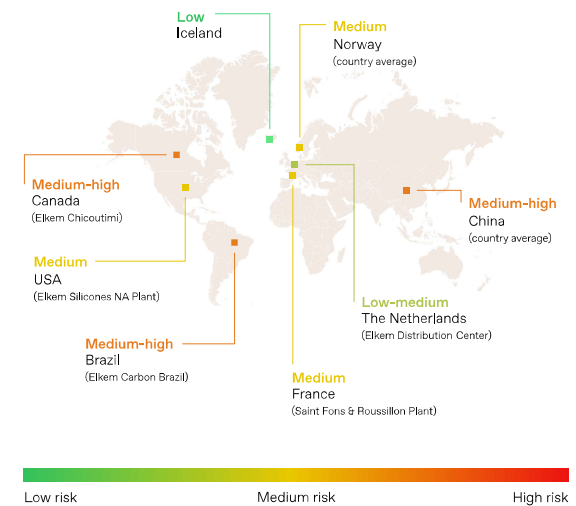 Low
Iceland
Medium
Norway
(country average)
Medium-high
Canada
(Elkem Chicoutimi)
Medium-high
China
(country average)
Medium
USA
(Elkem Silicones NA Plant)
Low-medium
The Netherlands
(Elkem Distribution Center)
Medium-high
Brazil
(Elkem Carbon Brazil)
Medium
France
(Saint Fons & Roussillon Plant)
Low risk
Medium risk
High risk